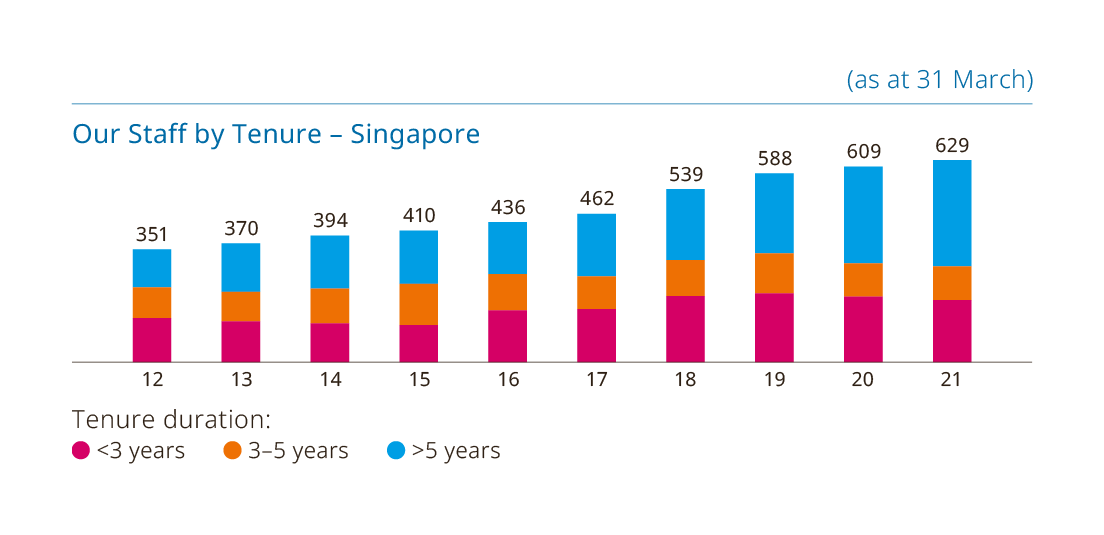 (as at 31 March)
Our Staff by Tenure – Singapore
351 370 394 410 436 462 539 588 609 629
12 13 14 15 16 17 18 19 20 21
Tenure duration:
<3 years 3–5 years >5 years